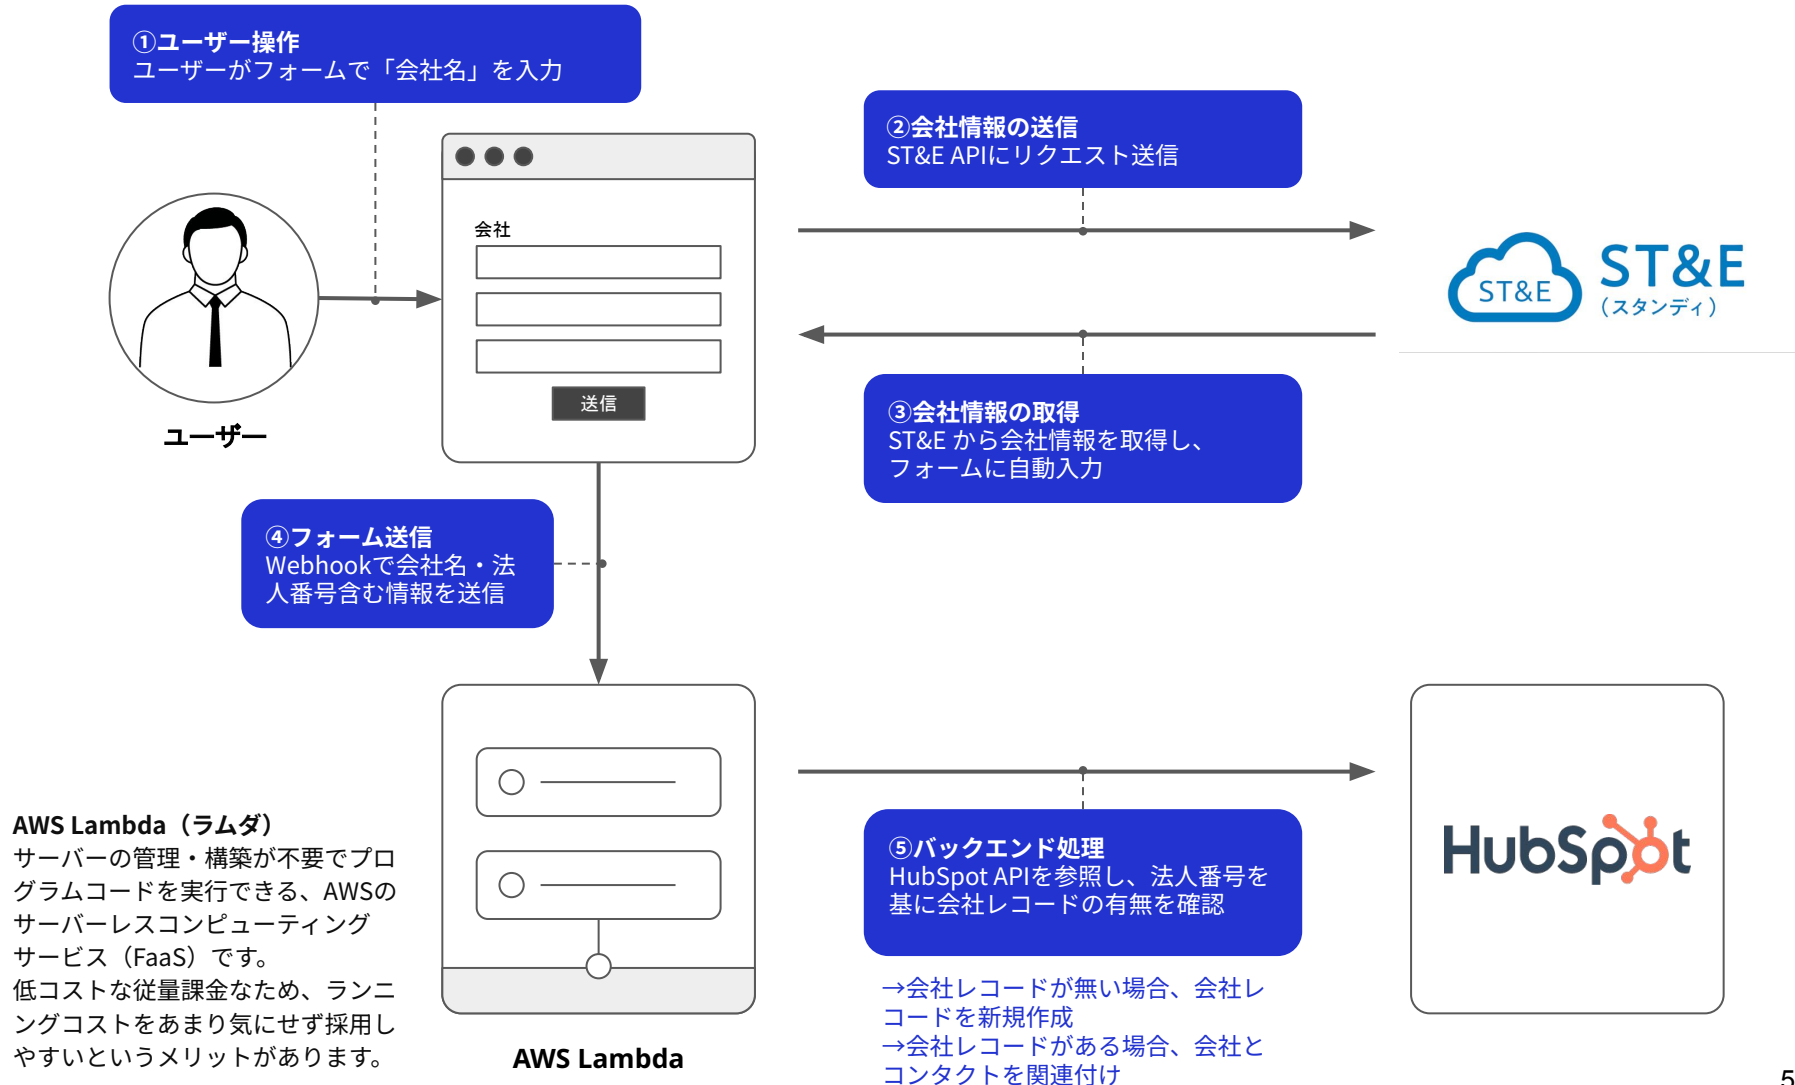 ①ユーザー操作
ユーザーがフォームで「会社名」を入力
②会社情報の送信
ST&E APIにリクエスト送信
会社
送信
ユーザー
ST&E
ST&E
（スタンディ）
③会社情報の取得
ST&E から会社情報を取得し、
フォームに自動入力
④フォーム送信
Webhookで会社名・法
人番号含む情報を送信
AWS Lambda（ラムダ）
サーバーの管理・構築が不要でプロ
グラムコードを実行できる、AWSの
サーバーレスコンピューティング
サービス（FaaS）です。
低コストな従量課金なため、ランニ
ングコストをあまり気にせず採用し
やすいというメリットがあります。
AWS Lambda
⑤バックエンド処理
HubSpot APIを参照し、法人番号を
基に会社レコードの有無を確認
→会社レコードが無い場合、会社レ
コードを新規作成
→会社レコードがある場合、会社と
コンタクトを関連付け
HubSpot
5